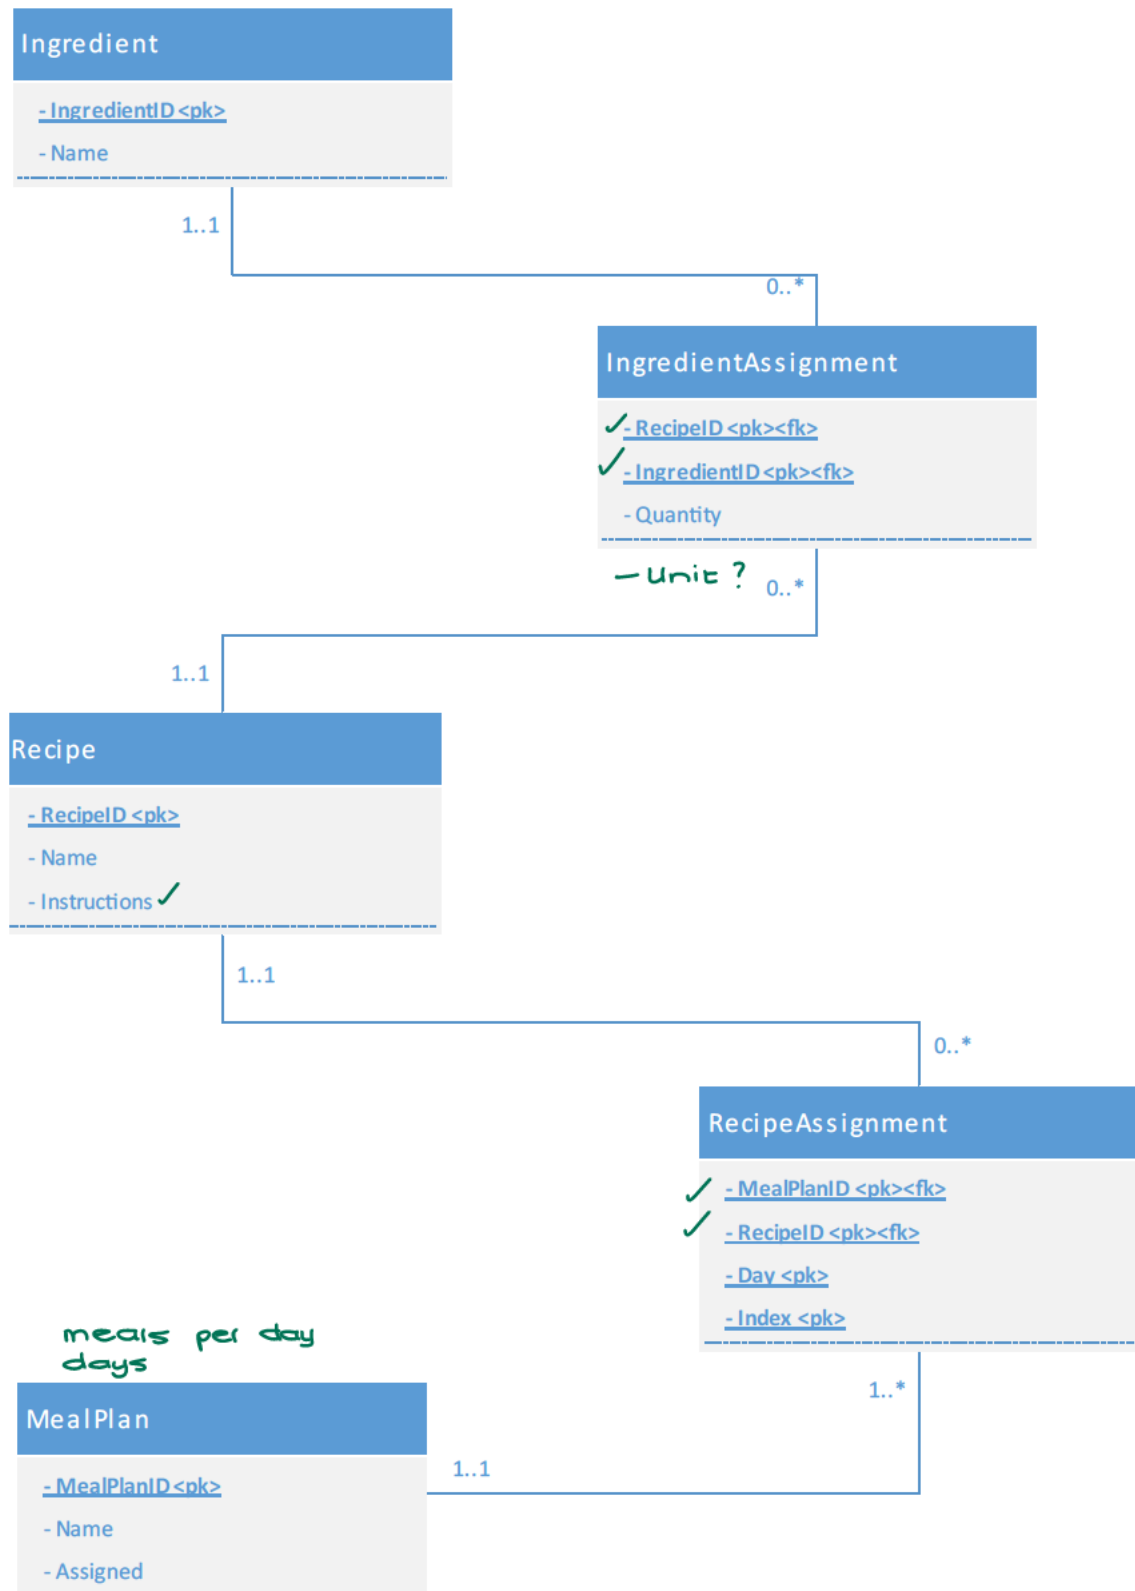 Ingredient
- IngredientID <pk>
- Name
1..1
0..*
IngredientAssignment
- RecipeID <pk><fk>
- IngredientID <pk><fk>
- Quantity
- Unit ?
0..*
1..1
Recipe
- RecipeID <pk>
- Name
- Instructions
1..1
0..*
RecipeAssignment
- MealPlanID <pk><fk>
- RecipeID <pk><fk>
- Day <pk>
- Index <pk>
meals per day
days
1..*
MealPlan
1..1
- MealPlanID <pk>
- Name
- Assigned